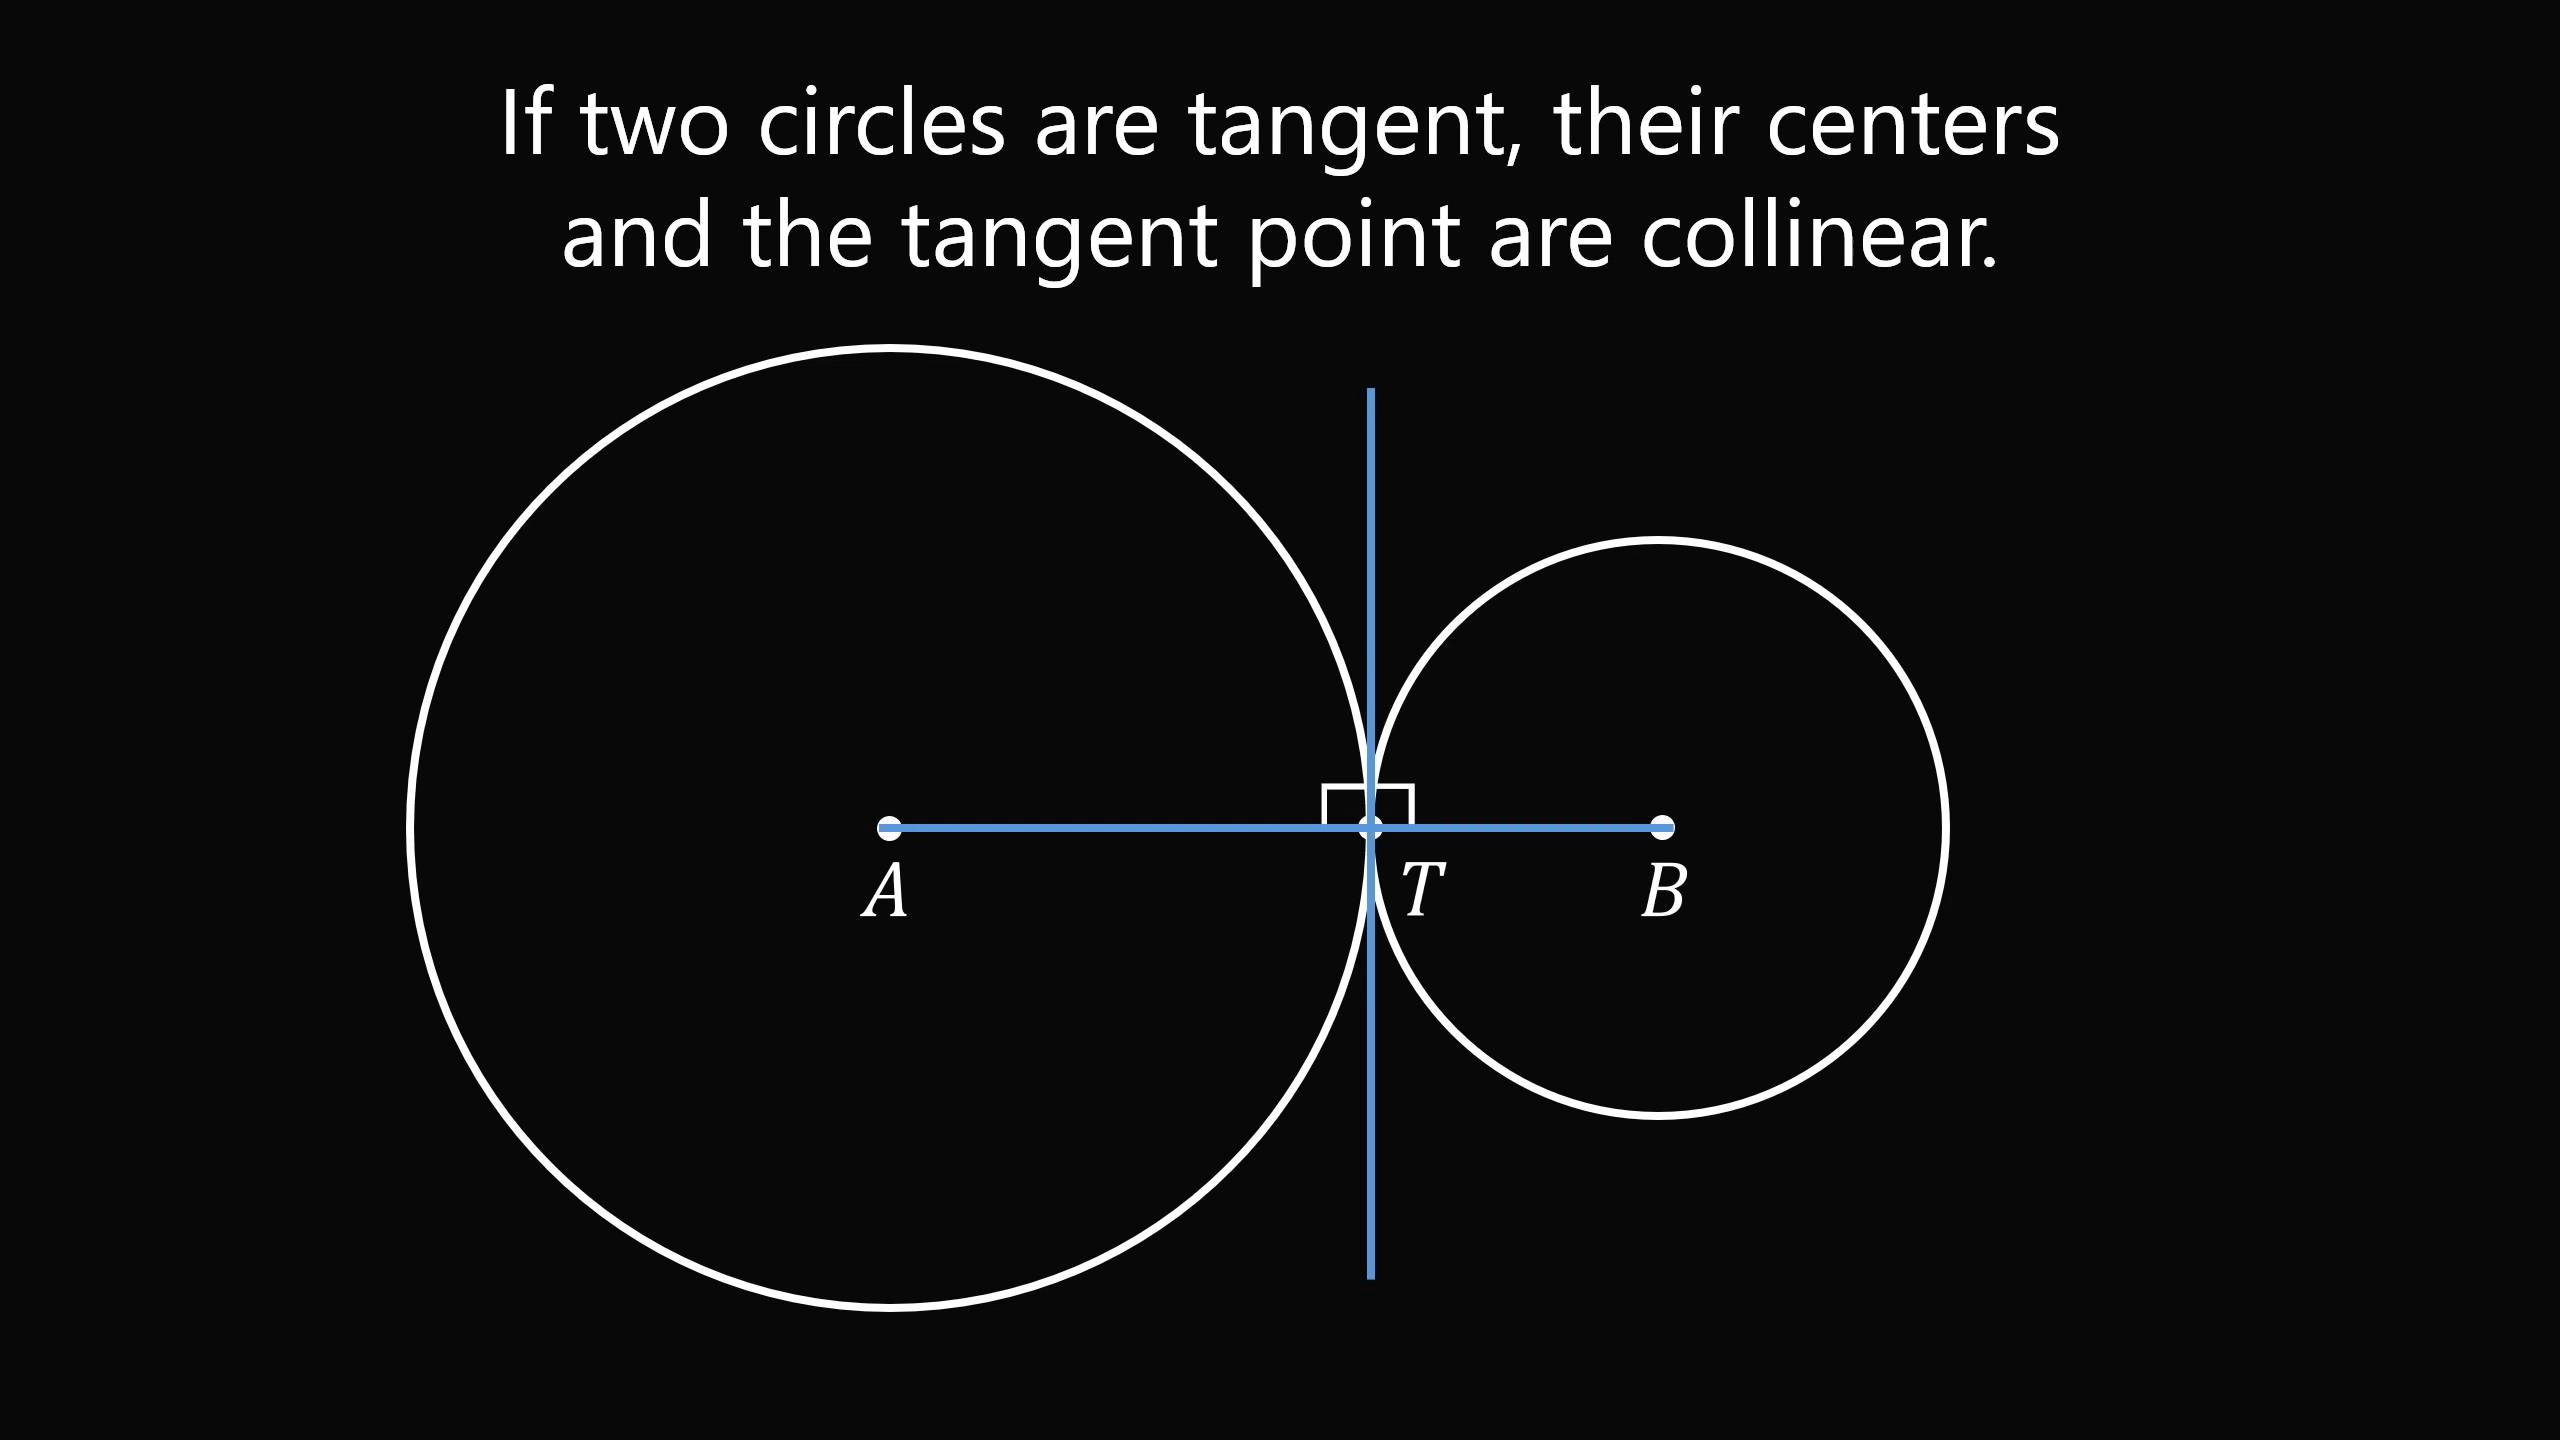 If two circles are tangent, their centers
and the tangent point are collinear.
A T B